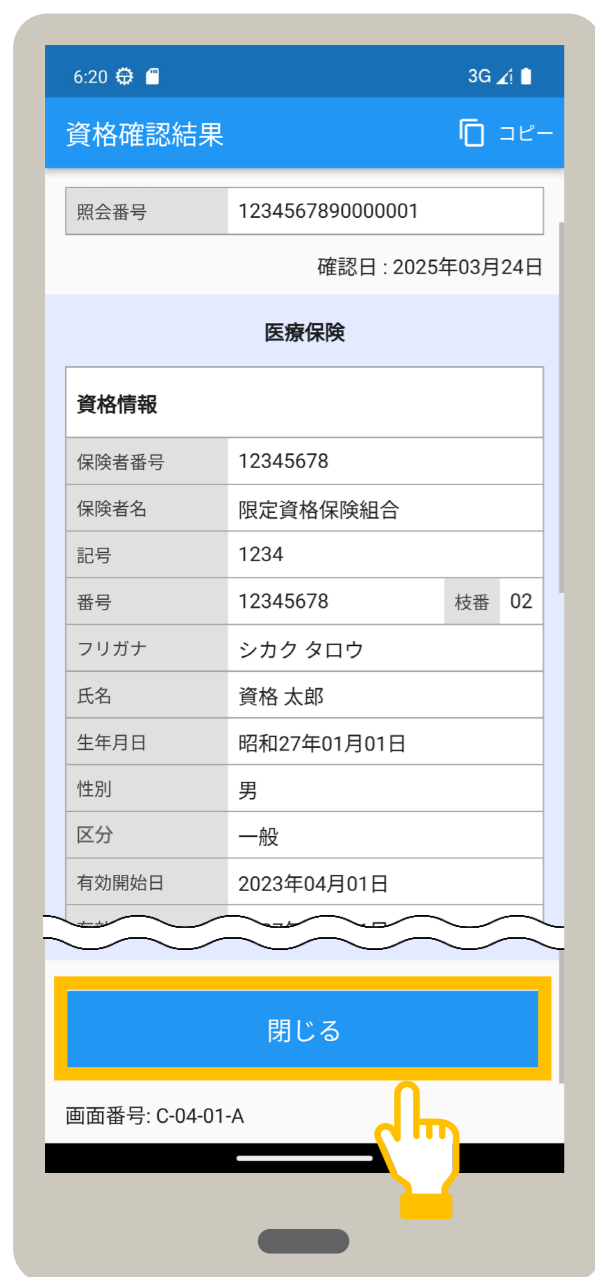 6:20 3G
資格確認結果 コピー
照会番号 1234567890000001
確認日 : 2025年03月24日
医療保険
資格情報
保険者番号 12345678
保険者名 限定資格保険組合
記号 1234
番号 12345678 枝番 02
フリガナ シカク タロウ
氏名 資格 太郎
生年月日 昭和27年01月01日
性別 男
区分 一般
有効開始日 2023年04月01日
閉じる
画面番号: C-04-01-A